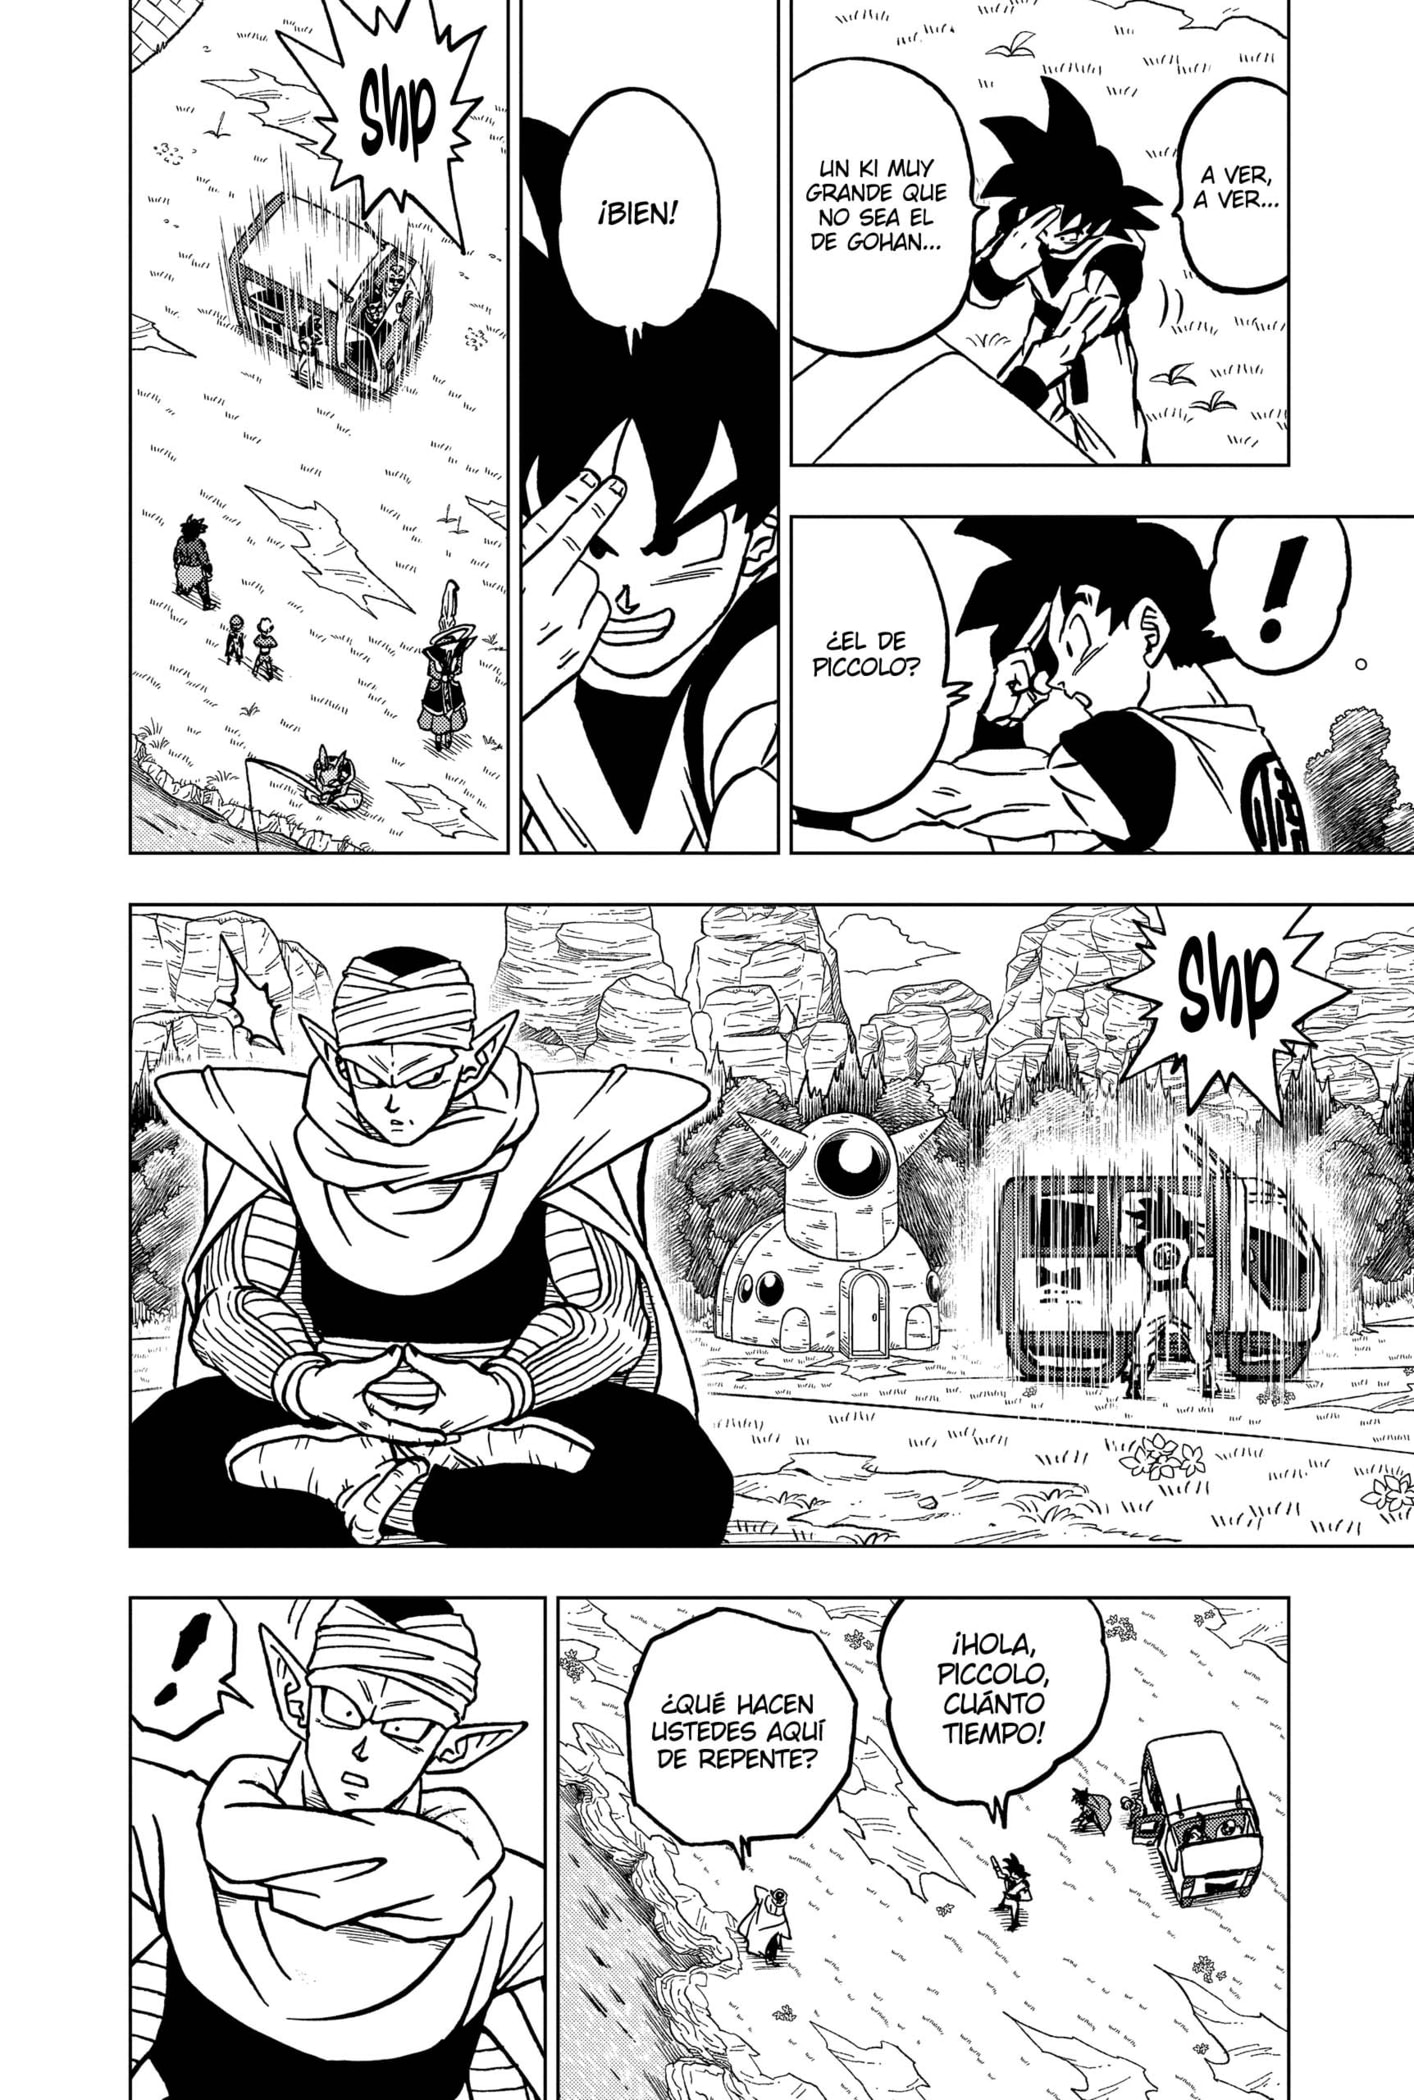 A VER,
A VER...
UN KI MUY
GRANDE QUE
NO SEA EL
DE GOHAN...
!
¿EL DE
PICCOLO?
¡BIEN!
Shp
Shp
!
¡HOLA,
PICCOLO,
CUÁNTO
TIEMPO!
¿QUÉ HACEN
USTEDES AQUÍ
DE REPENTE?